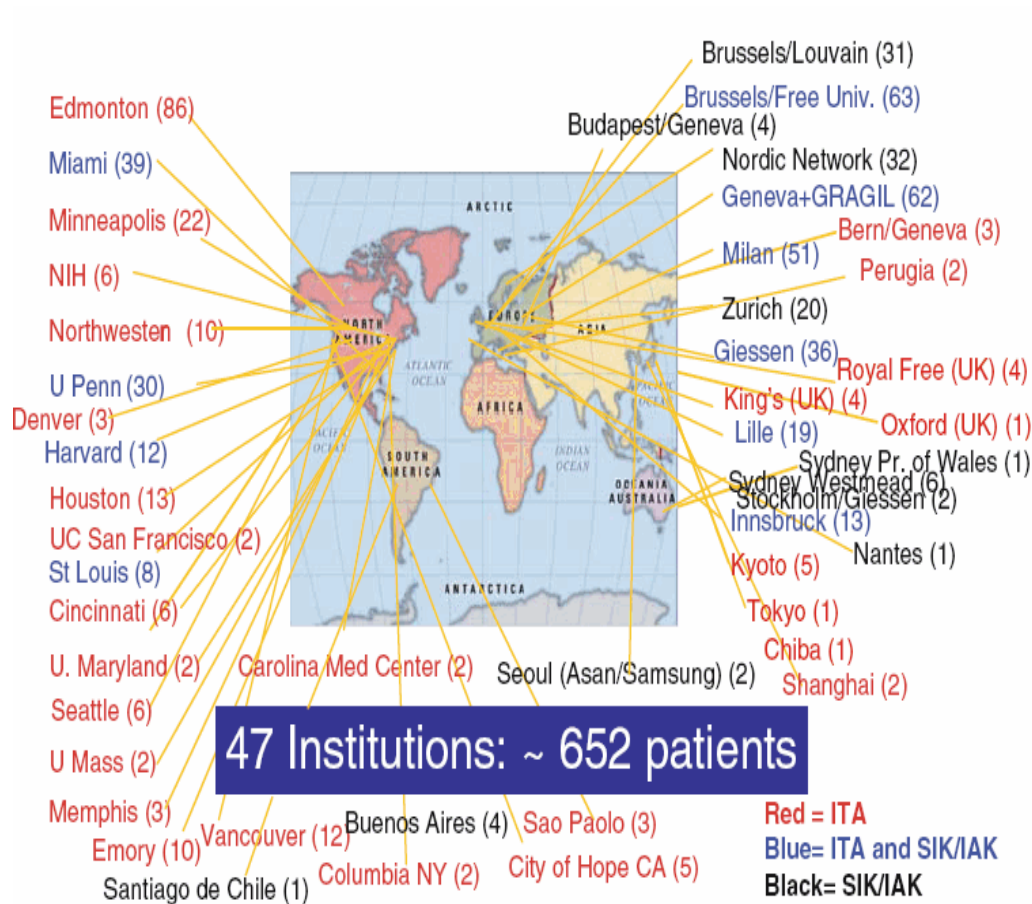 Edmonton (86)
Miami (39)
Minneapolis (22)
NIH (6)
Northwesten (10)
U Penn (30)
Denver (3)
Harvard (12)
Houston (13)
UC San Francisco (2)
St Louis (8)
Cincinnati (6)
U. Maryland (2)
Seattle (6)
U Mass (2)
Memphis (3)
Emory (10)
Vancouver (12)
Santiago de Chile (1)
Carolina Med Center (2)
Buenos Aires (4)
Columbia NY (2)
Sao Paolo (3)
City of Hope CA (5)
Seoul (Asan/Samsung) (2)
ARCTIC
NORTH
AMERIC
EUROPE
ASIA
ATLANTIC
OCEAN
PACIFIC
OCEAN
AFRICA
PACIFIC
OCEAN
SOUTH
AMERICA
INDIAN
OCEAN
OCEANIA
AUSTRALIA
ANTARCTICA
Brussels/Louvain (31)
Brussels/Free Univ. (63)
Budapest/Geneva (4)
Nordic Network (32)
Geneva+GRAGIL (62)
Bern/Geneva (3)
Milan (51)
Perugia (2)
Zurich (20)
Giessen (36)
Royal Free (UK) (4)
King's (UK) (4)
Oxford (UK) (1)
Lille (19)
Sydney Pr. of Wales (1)
Sydney Westmead (6)
Stockholm/Giessen (2)
Innsbruck (13)
Nantes (1)
Kyoto (5)
Tokyo (1)
Chiba (1)
Shanghai (2)
47 Institutions: ~ 652 patients
Red = ITA
Blue= ITA and SIK/IAK
Black= SIK/IAK